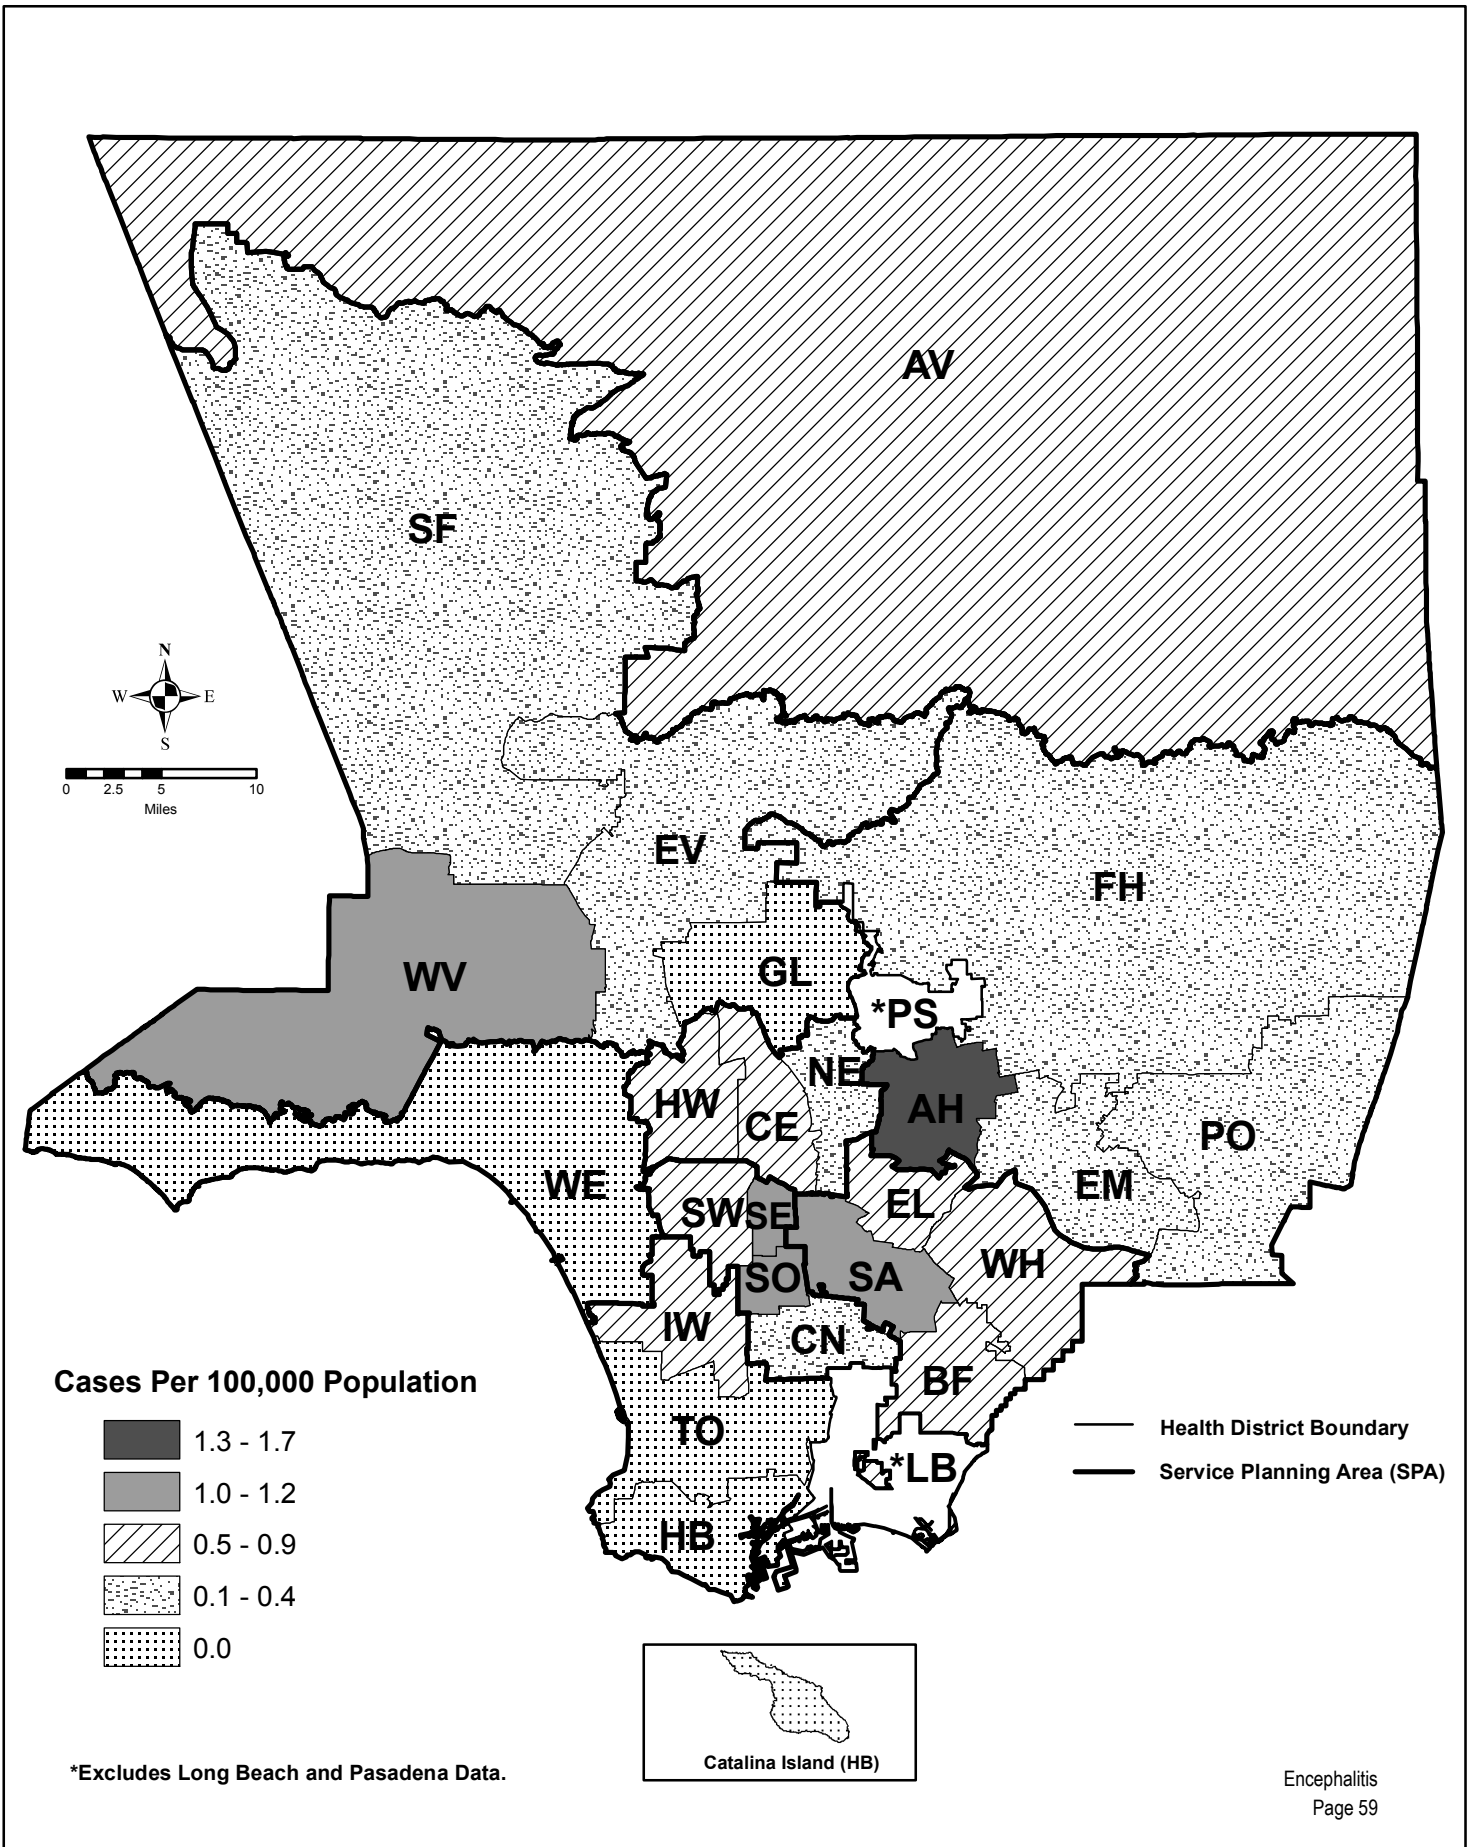 AV
SF
N
W E
S
0 2.5 5 10
Miles
EV
FH
WV
GL
*PS
NE
HW
AH
CE
PO
WE
EM
SW
SE
EL
WH
SO
SA
IW
CN
BF
TO
*LB
HB
Cases Per 100,000 Population
1.3 - 1.7
1.0 - 1.2
0.5 - 0.9
0.1 - 0.4
0.0
Health District Boundary
Service Planning Area (SPA)
Catalina Island (HB)
*Excludes Long Beach and Pasadena Data.
Encephalitis
Page 59